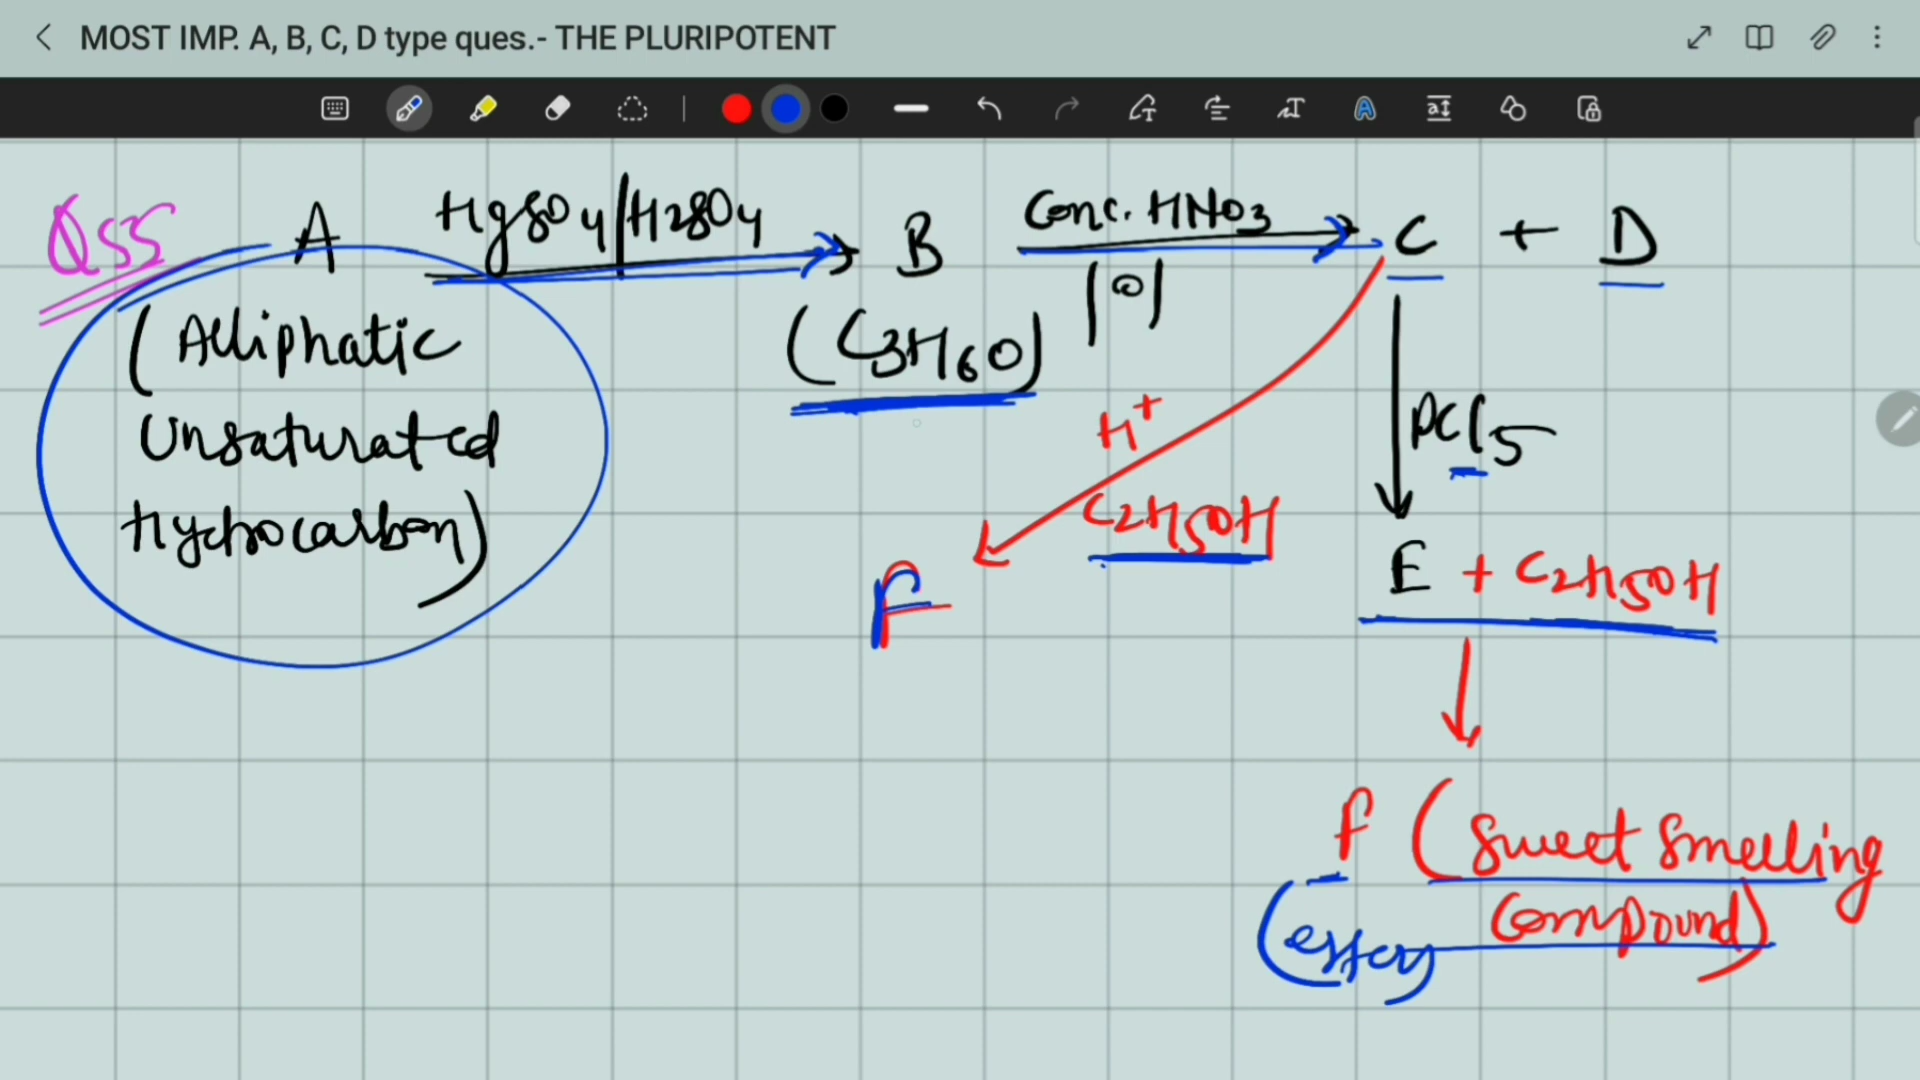 MOST IMP. A, B, C, D type ques.- THE PLURIPOTENT
Q55 A HgSO4/H2SO4 B Conc. HNO3 C + D
(Alliphatic
Unsaturated
Hydrocarbon)
(C3H6O)
|O|
PCl5
H+
C2H5OH
F
E + C2H5OH
F (Sweet Smelling
Compound)
(ester)